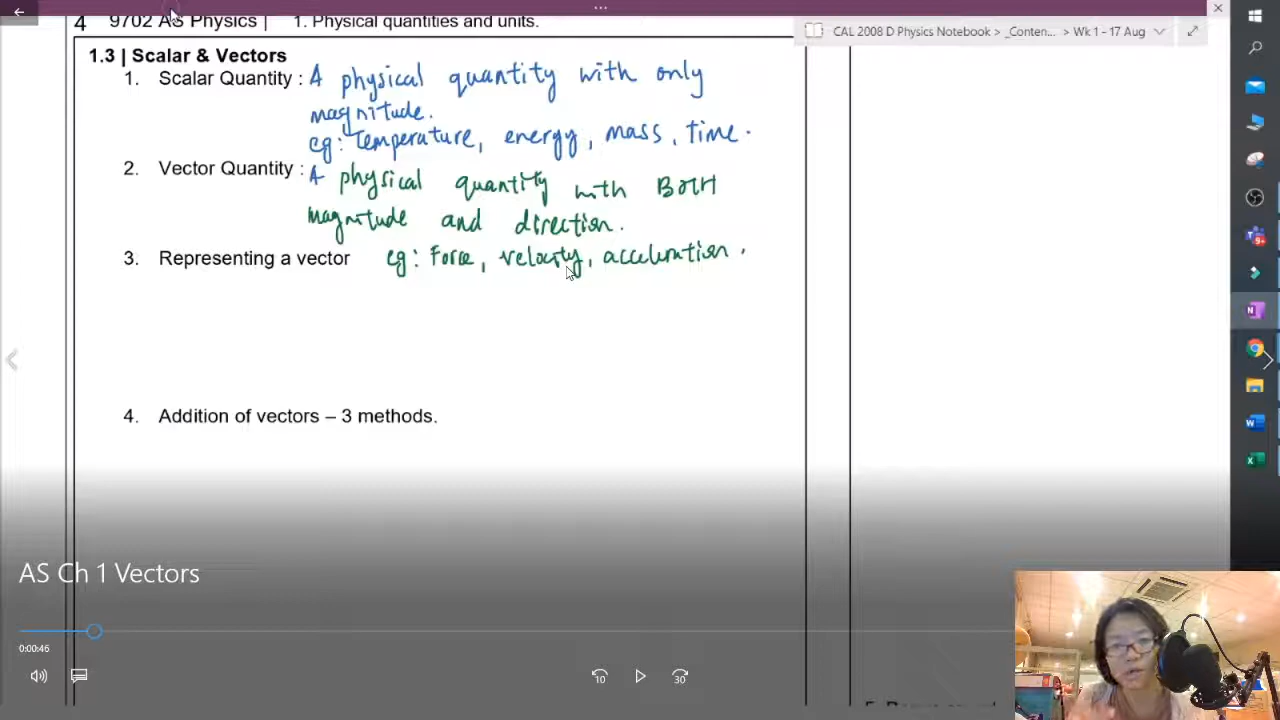 4 9702 AS Physics | 1. Physical quantities and units.
CAL 2008 D Physics Notebook > _Conten... > Wk 1 - 17 Aug
1.3 | Scalar & Vectors
1. Scalar Quantity : A physical quantity with only
magnitude.
eg: Temperature, energy, mass, time.
2. Vector Quantity : A physical quantity with BOTH
magnitude and direction.
3. Representing a vector eg: Force, velocity, acceleration.
4. Addition of vectors – 3 methods.
AS Ch 1 Vectors
0:00:46
10
30